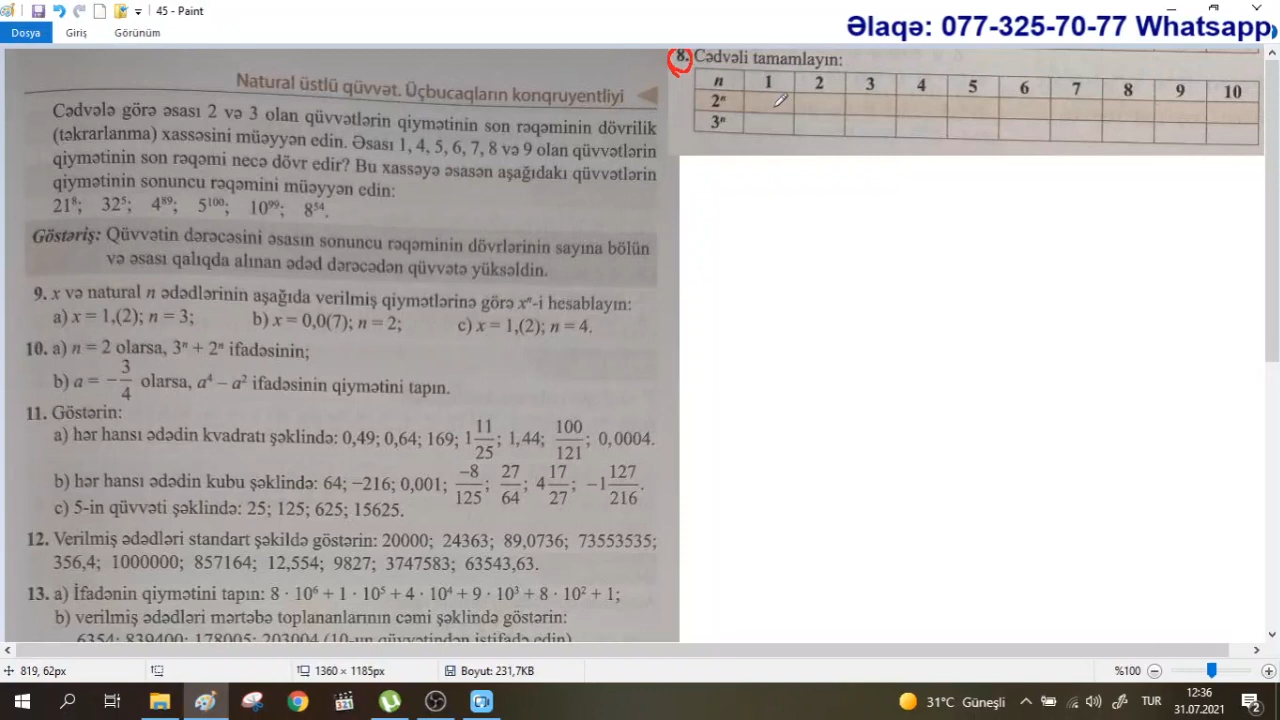 45 - Paint
Əlaqə: 077-325-70-77 Whatsapp
Dosya Giriş Görünüm
Natural üstlü qüvvət. Üçbucaqların konqruyentliyi
Cədvələ görə əsası 2 və 3 olan qüvvətlərin qiymətinin son rəqəminin dövrilik
(təkrarlanma) xassəsini müəyyən edin. Əsası 1, 4, 5, 6, 7, 8 və 9 olan qüvvətlərin
qiymətinin son rəqəmi necə dövr edir? Bu xassəyə əsasən aşağıdakı qüvvətlərin
qiymətinin sonuncu rəqəmini müəyyən edin:
21⁸; 32⁵; 4⁸⁹; 5¹⁰⁰; 10⁹⁹; 8⁵⁴.
Göstəriş: Qüvvətin dərəcəsini əsasın sonuncu rəqəminin dövrlərinin sayına bölün
və əsası qalıqda alınan ədəd dərəcədən qüvvətə yüksəldin.
9. x və natural n ədədlərinin aşağıda verilmiş qiymətlərinə görə xⁿ-i hesablayın:
a) x = 1,(2); n = 3; b) x = 0,0(7); n = 2; c) x = 1,(2); n = 4.
10. a) n = 2 olarsa, 3ⁿ + 2ⁿ ifadəsinin;
b) a = −3/4 olarsa, a⁴ − a² ifadəsinin qiymətini tapın.
11. Göstərin:
a) hər hansı ədədin kvadratı şəklində: 0,49; 0,64; 169; 1 11/25; 1,44; 100/121; 0,0004.
b) hər hansı ədədin kubu şəklində: 64; −216; 0,001; −8/125; 27/64; 4 17/27; −1 127/216.
c) 5-in qüvvəti şəklində: 25; 125; 625; 15625.
12. Verilmiş ədədləri standart şəkildə göstərin: 20000; 24363; 89,0736; 73553535;
356,4; 1000000; 857164; 12,554; 9827; 3747583; 63543,63.
13. a) İfadənin qiymətini tapın: 8 · 10⁶ + 1 · 10⁵ + 4 · 10⁴ + 9 · 10³ + 8 · 10² + 1;
b) verilmiş ədədləri mərtəbə toplananlarının cəmi şəklində göstərin:
6354; 839400; 178005; 203004 (10-un qüvvətindən istifadə edin)
8. Cədvəli tamamlayın:
n 1 2 3 4 5 6 7 8 9 10
2ⁿ
3ⁿ
819, 62px 1360 × 1185px Boyut: 231,7KB %100
31°C Güneşli TUR 12:36
31.07.2021 2